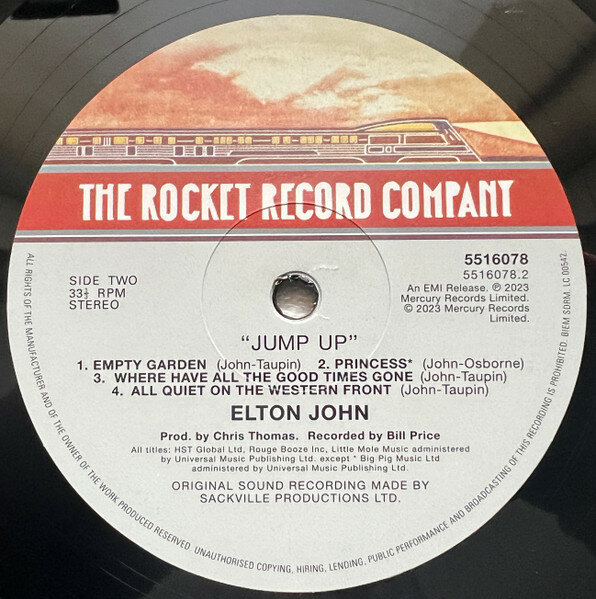 THE ROCKET RECORD COMPANY
SIDE TWO
33⅓ RPM
STEREO
5516078
5516078.2
An EMI Release. ℗ 2023
Mercury Records Limited.
© 2023 Mercury Records
Limited.
"JUMP UP"
1. EMPTY GARDEN (John-Taupin) 2. PRINCESS* (John-Osborne)
3. WHERE HAVE ALL THE GOOD TIMES GONE (John-Taupin)
4. ALL QUIET ON THE WESTERN FRONT (John-Taupin)
ELTON JOHN
Prod. by Chris Thomas. Recorded by Bill Price
All titles; HST Global Ltd, Rouge Booze Inc, Little Mole Music administered
by Universal Music Publishing Ltd. except * Big Pig Music Ltd
administered by Universal Music Publishing Ltd.
ORIGINAL SOUND RECORDING MADE BY
SACKVILLE PRODUCTIONS LTD.
ALL RIGHTS OF THE MANUFACTURER AND OF THE OWNER OF THE WORK PRODUCED RESERVED. UNAUTHORISED COPYING, HIRING, LENDING, PUBLIC PERFORMANCE AND BROADCASTING OF THIS RECORDING IS PROHIBITED. BIEM SDRM. LC 00542.